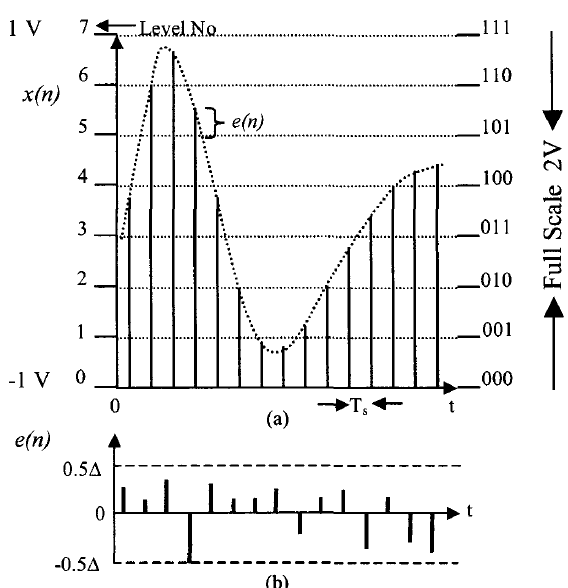 1 V 7 Level No 111
6 110
x(n)
e(n)
5 101
4 100
3 011
2 010
1 001
-1 V 0 000
Full Scale 2V
0 Ts t
(a)
e(n)
0.5Δ
0 t
-0.5Δ
(b)